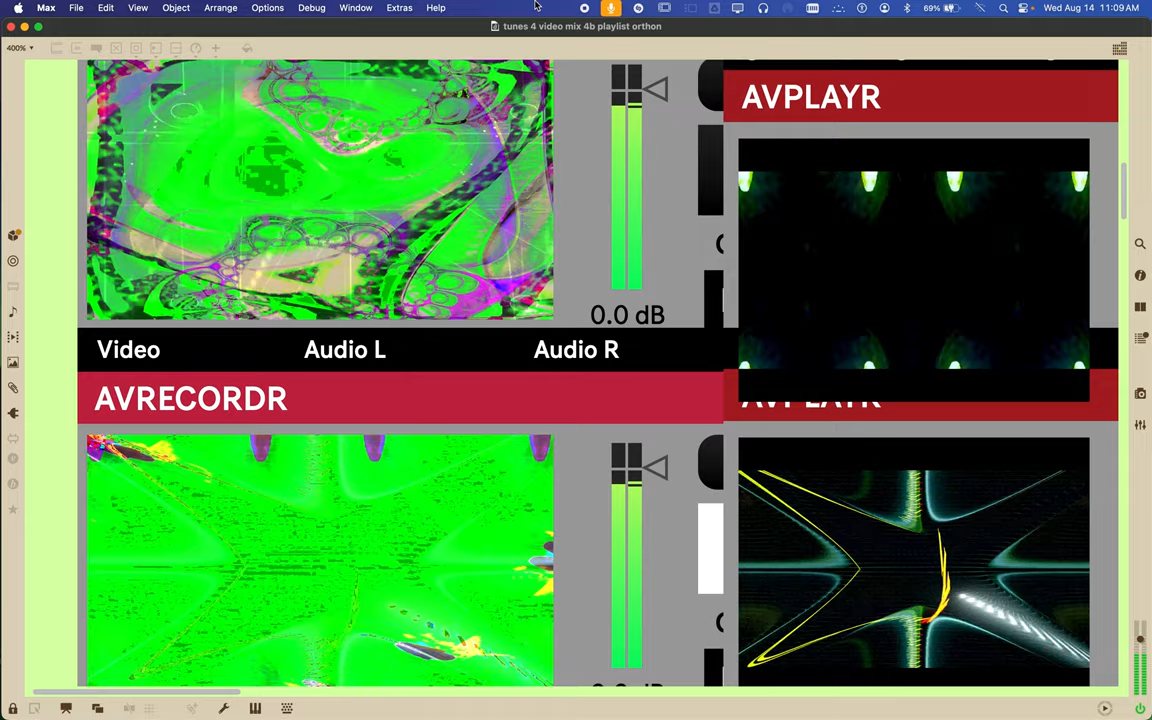 Max File Edit View Object Arrange Options Debug Window Extras Help 69% Wed Aug 14 11:09 AM
tunes 4 video mix 4b playlist orthon
400%
AVPLAYR
0.0 dB
Video Audio L Audio R
AVRECORDR
AVPLAYR